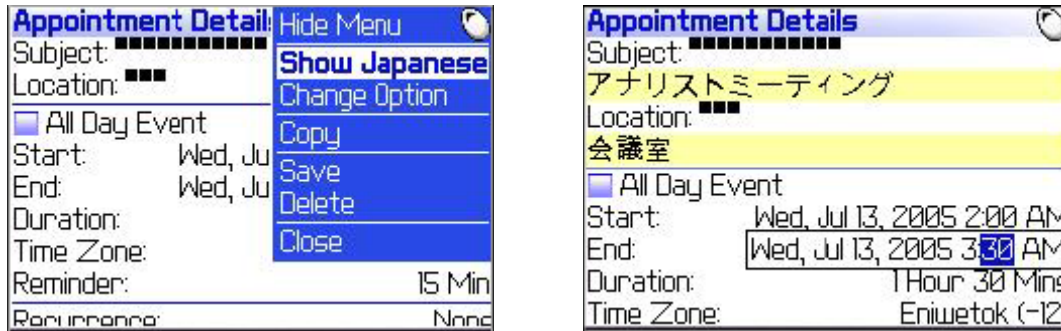 Appointment Detail
Subject: ■■■■■■■■■■■
Location: ■■■
All Day Event
Start: Wed, Ju
End: Wed, Ju
Duration:
Time Zone:
Reminder: 15 Min
Recurrence: None
Hide Menu
Show Japanese
Change Option
Copy
Save
Delete
Close
Appointment Details
Subject: ■■■■■■■■■■■
アナリストミーティング
Location: ■■■
会議室
All Day Event
Start: Wed, Jul 13, 2005 2:00 AM
End: Wed, Jul 13, 2005 3:30 AM
Duration: 1 Hour 30 Mins
Time Zone: Eniwetok (-12